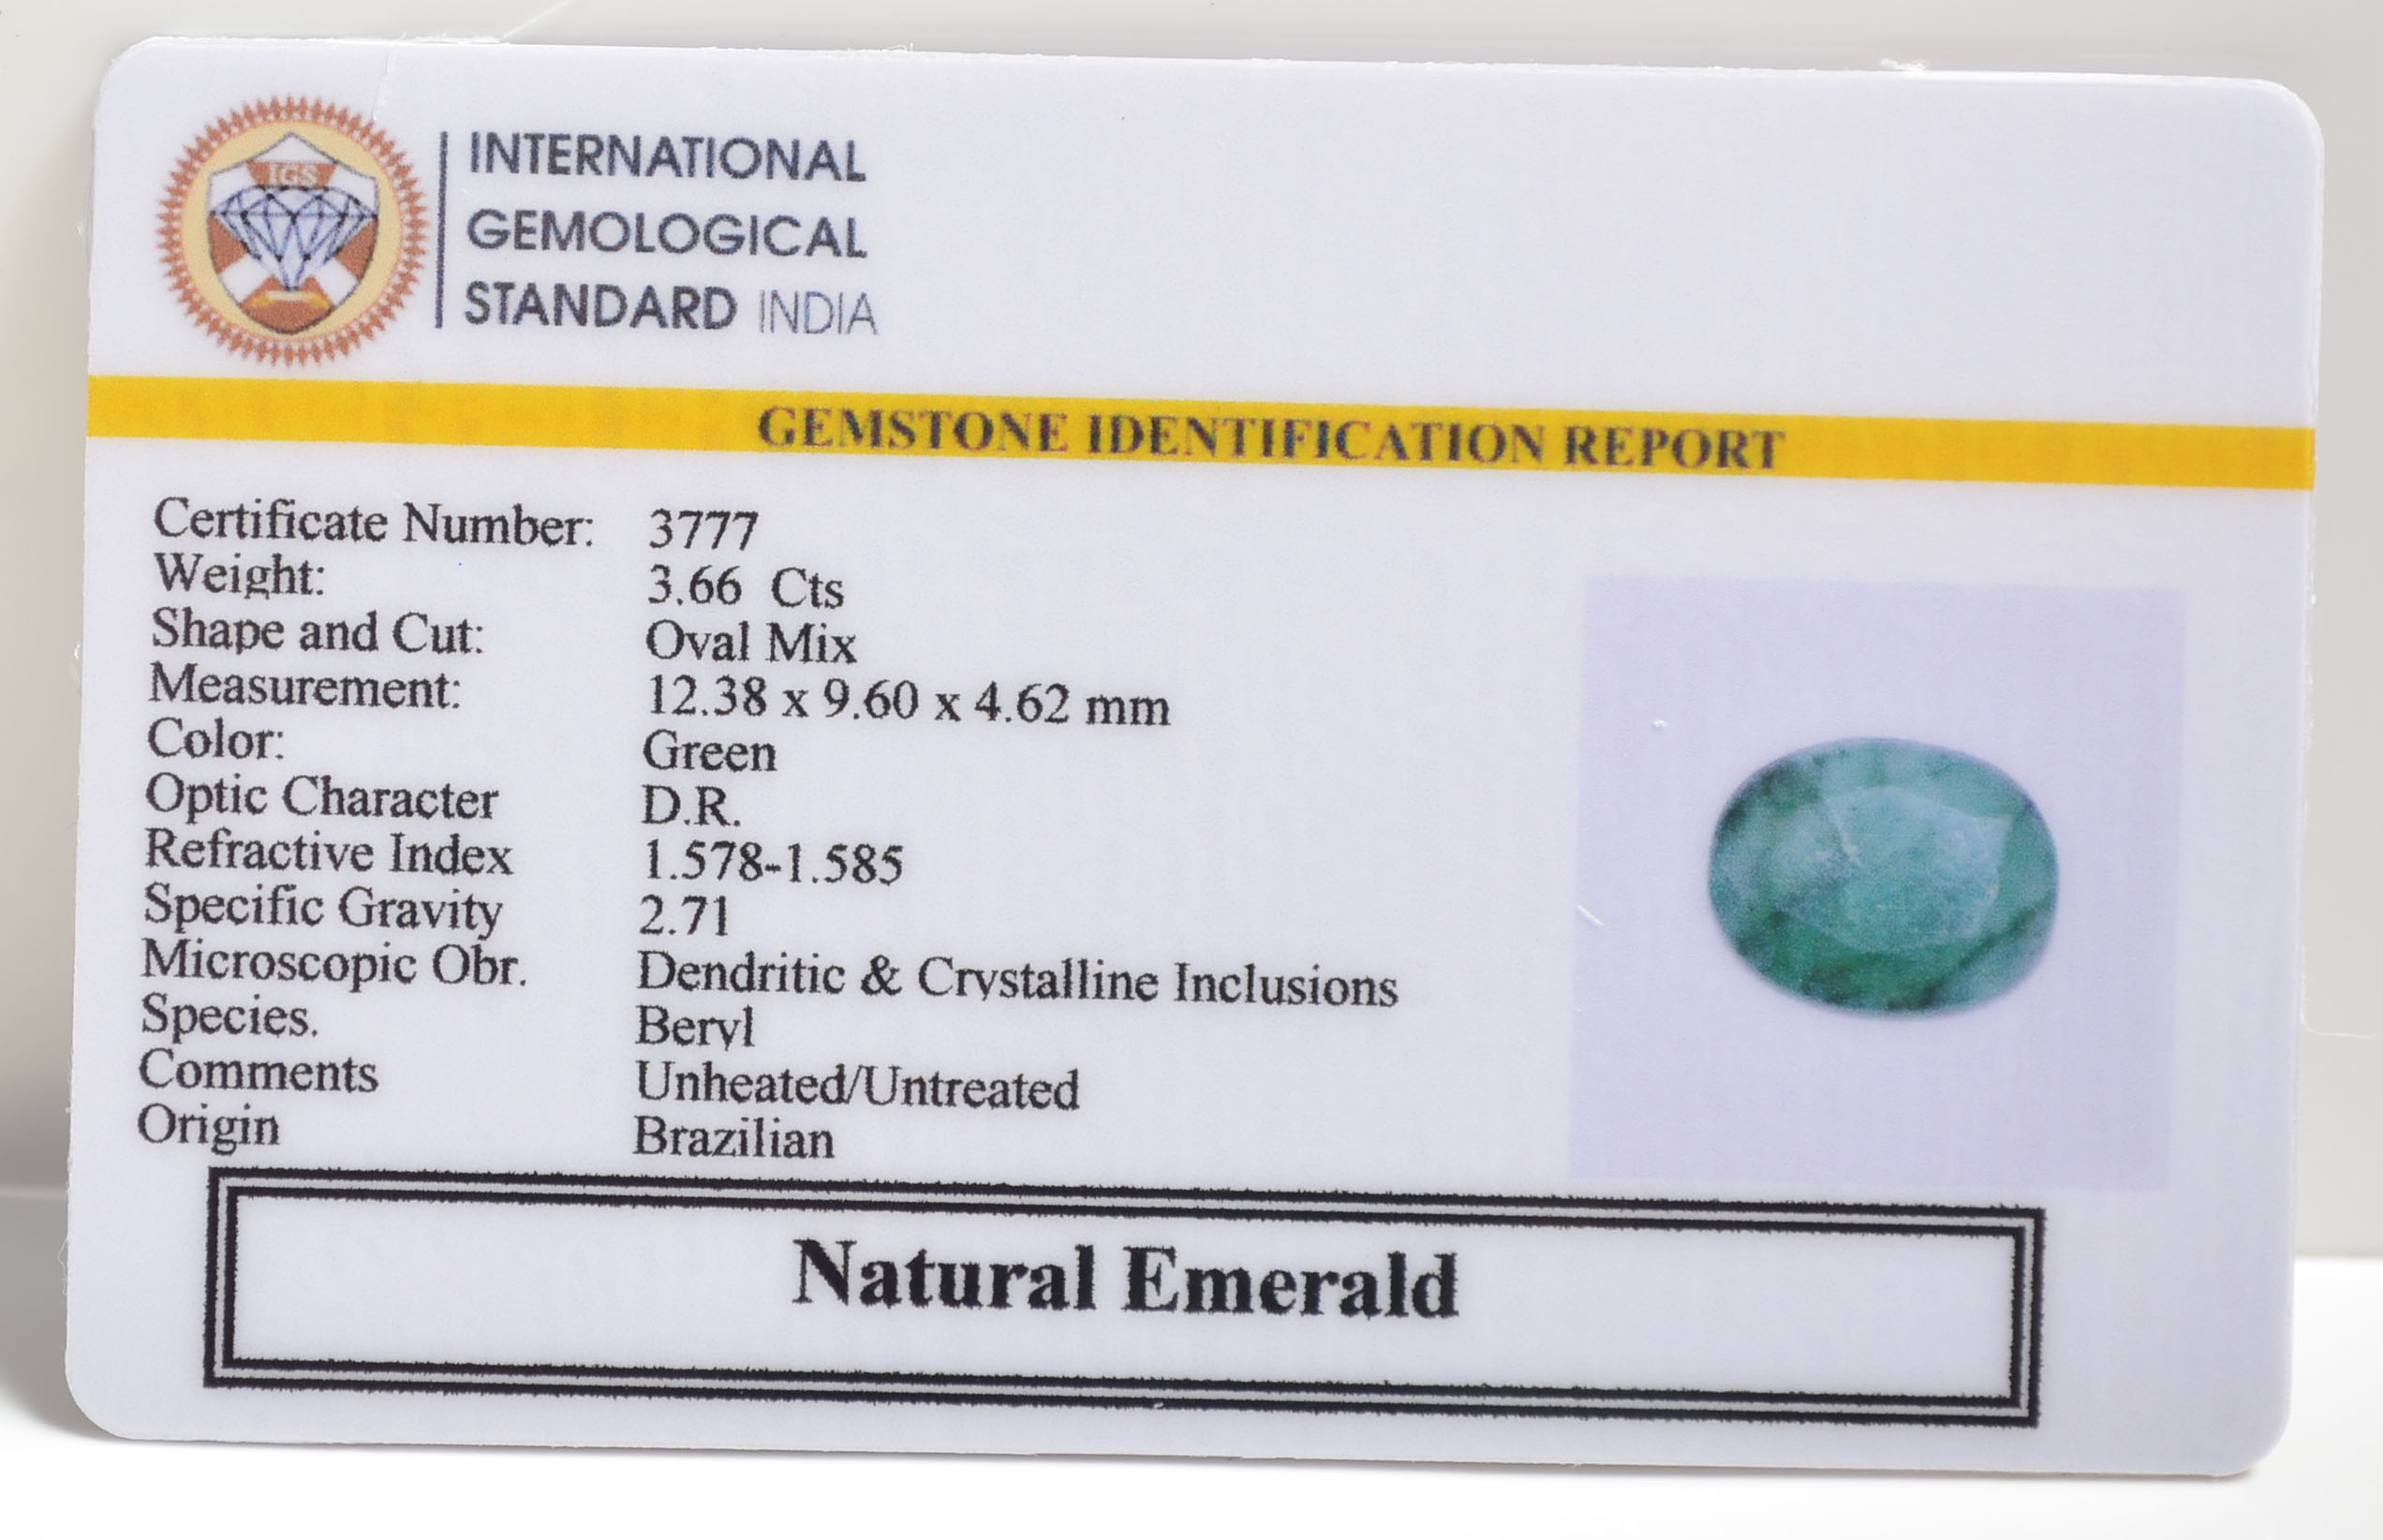 IGS
INTERNATIONAL
GEMOLOGICAL
STANDARD INDIA
GEMSTONE IDENTIFICATION REPORT
Certificate Number: 3777
Weight: 3.66 Cts
Shape and Cut: Oval Mix
Measurement: 12.38 x 9.60 x 4.62 mm
Color: Green
Optic Character D.R.
Refractive Index 1.578-1.585
Specific Gravity 2.71
Microscopic Obr. Dendritic & Crystalline Inclusions
Species. Beryl
Comments Unheated/Untreated
Origin Brazilian
Natural Emerald